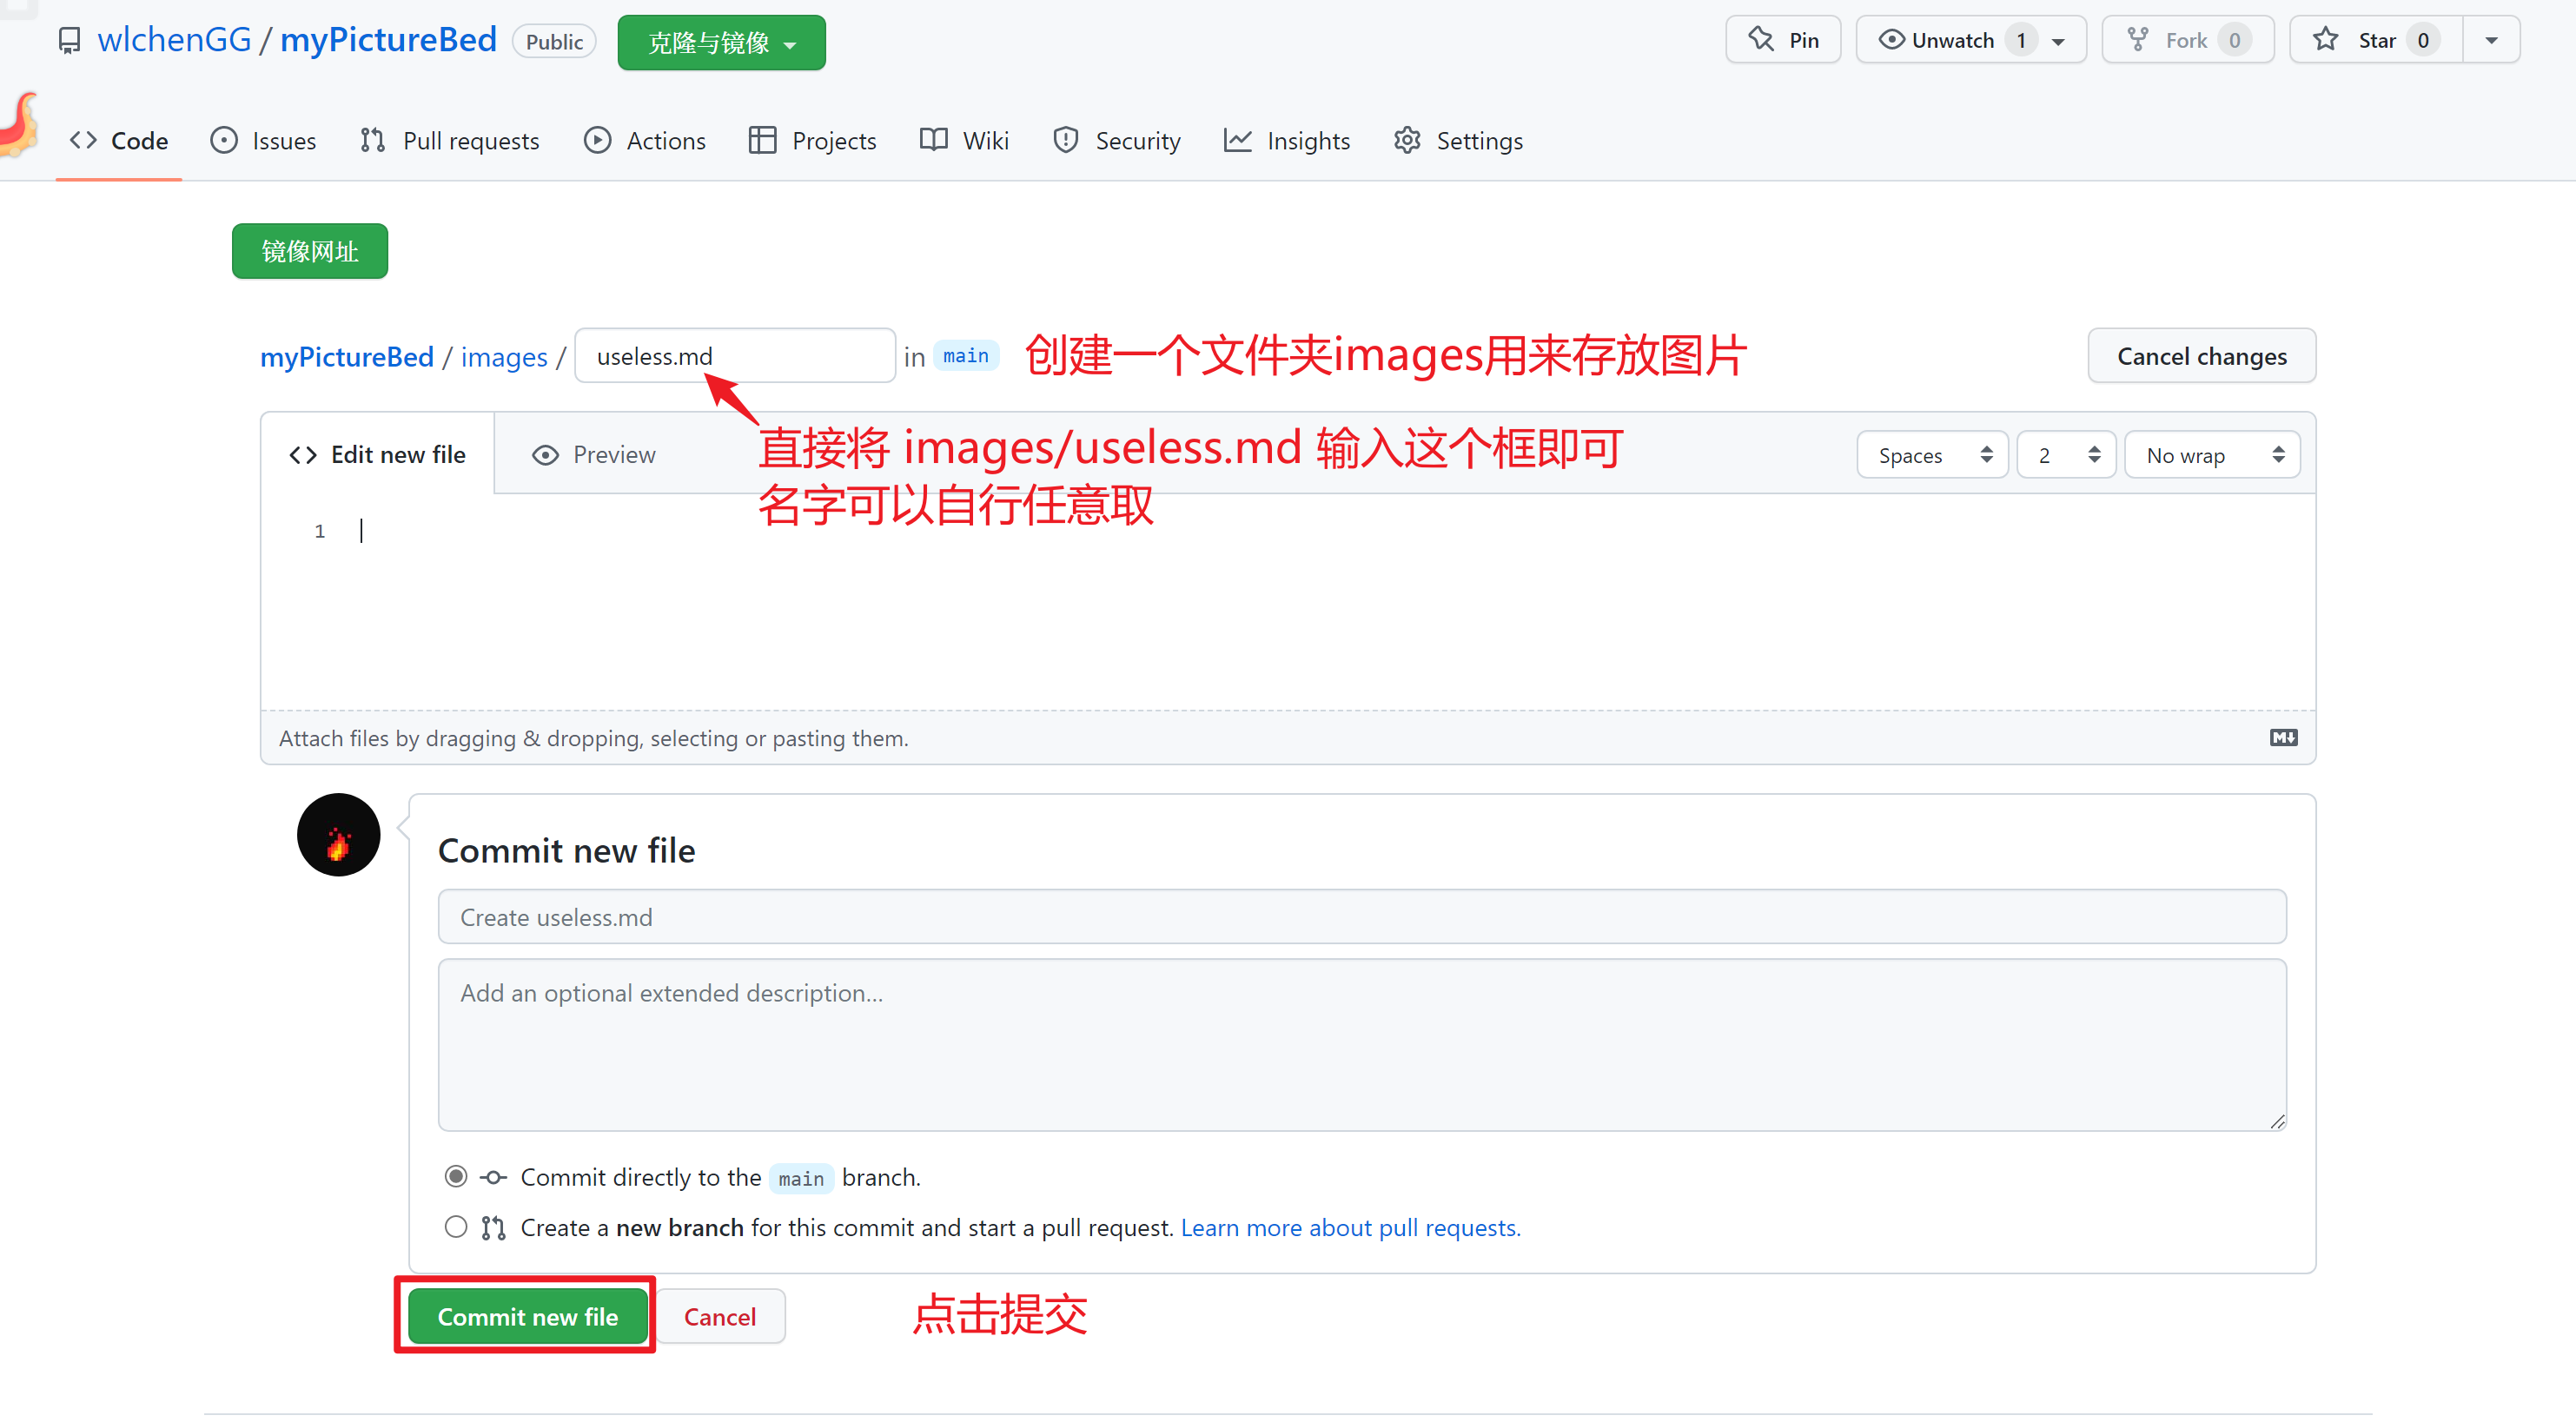 wlchenGG / myPictureBed Public 克隆与镜像 Pin Unwatch 1 Fork 0 Star 0
Code Issues Pull requests Actions Projects Wiki Security Insights Settings
镜像网址
myPictureBed / images / useless.md in main 创建一个文件夹images用来存放图片 Cancel changes
Edit new file Preview Spaces 2 No wrap
直接将 images/useless.md 输入这个框即可
名字可以自行任意取
1
Attach files by dragging & dropping, selecting or pasting them.
Commit new file
Create useless.md
Add an optional extended description...
Commit directly to the main branch.
Create a new branch for this commit and start a pull request. Learn more about pull requests.
Commit new file Cancel 点击提交